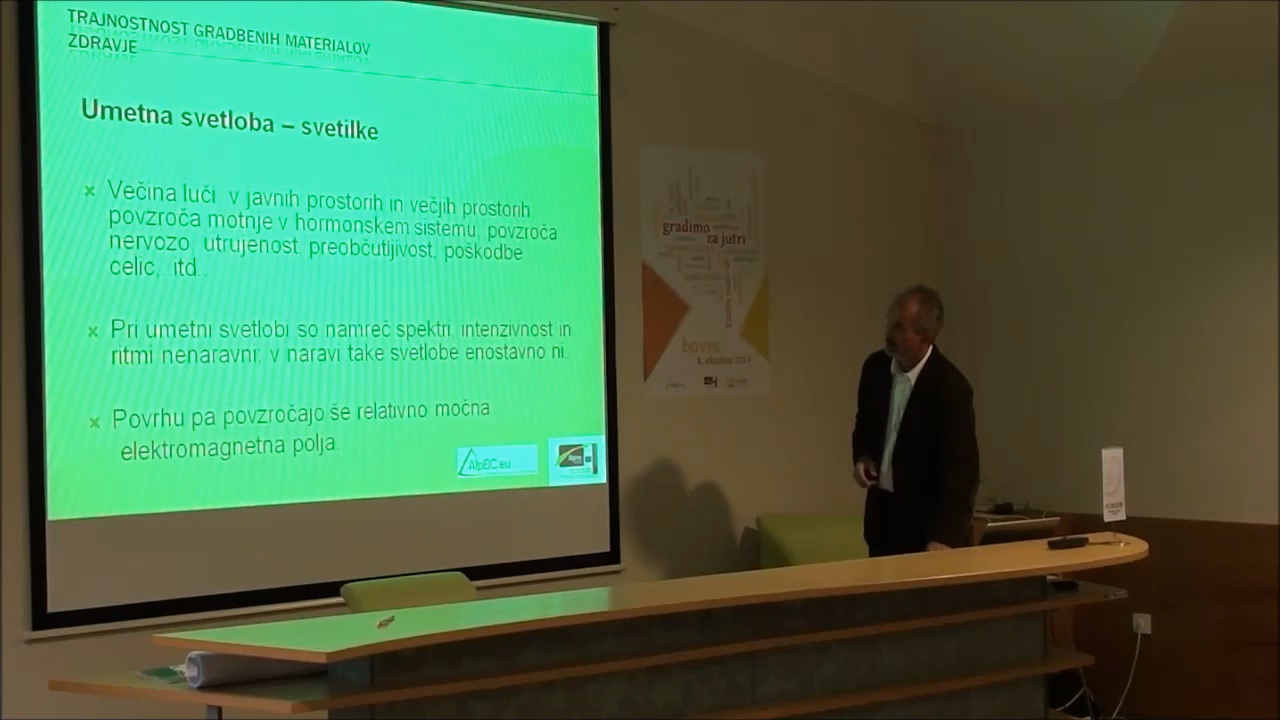 TRAJNOSTNOST GRADBENIH MATERIALOV
ZDRAVJE
Umetna svetloba – svetilke
Večina luči v javnih prostorih in večjih prostorih
povzroča motnje v hormonskem sistemu, povzroča
nervozo, utrujenost, preobčutljivost, poškodbe
celic,..itd..
Pri umetni svetlobi so namreč spektri, intenzivnost in
ritmi nenaravni, v naravi take svetlobe enostavno ni.
Povrhu pa povzročajo še relativno močna
elektromagnetna polja.
AlpBC.eu
gradimo
za jutri
bovec